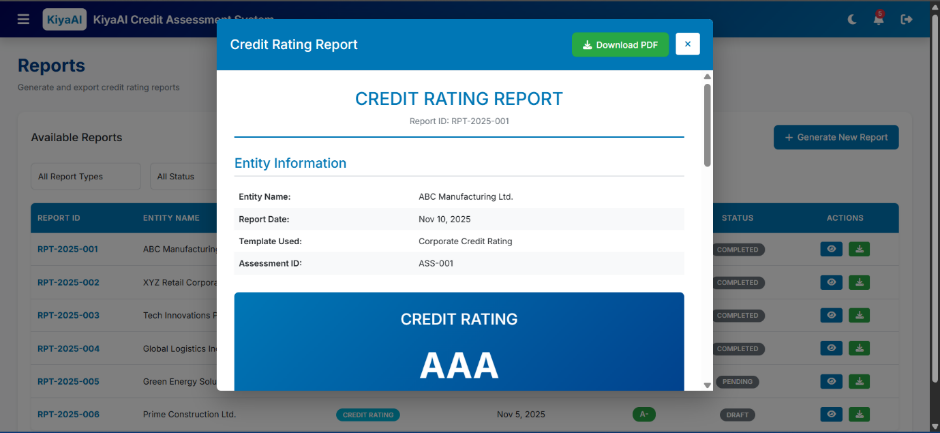 KiyaAI KiyaAI Credit Assessment System
5
Credit Rating Report
Download PDF
×
Reports
Generate and export credit rating reports
CREDIT RATING REPORT
Report ID: RPT-2025-001
Available Reports
+ Generate New Report
Entity Information
All Report Types
All Status
Entity Name: ABC Manufacturing Ltd.
Report Date: Nov 10, 2025
Template Used: Corporate Credit Rating
Assessment ID: ASS-001
REPORT ID ENTITY NAME STATUS ACTIONS
RPT-2025-001 ABC Manufacturing COMPLETED
RPT-2025-002 XYZ Retail Corpora COMPLETED
RPT-2025-003 Tech Innovations COMPLETED
RPT-2025-004 Global Logistics COMPLETED
RPT-2025-005 Green Energy PENDING
RPT-2025-006 Prime Construction Ltd. CREDIT RATING Nov 5, 2025 A- DRAFT
CREDIT RATING
AAA